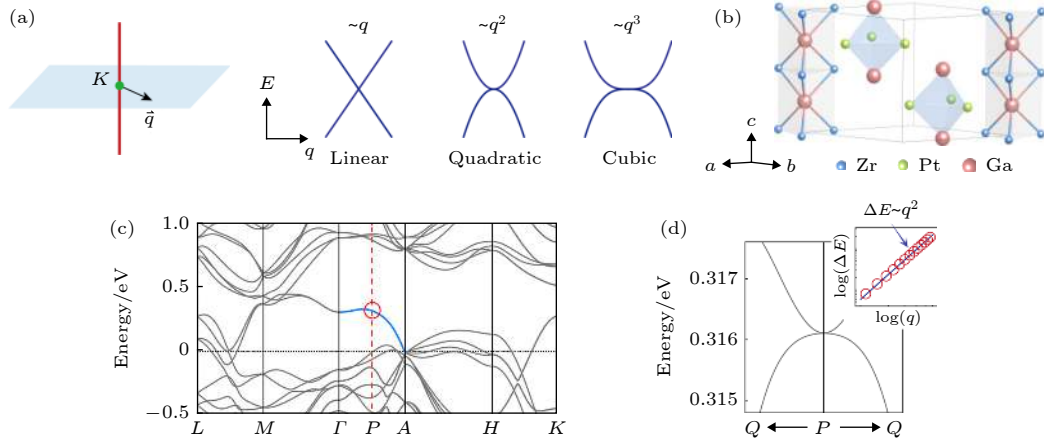 (a)
K
q⃗
E
q
~q
Linear
~q²
Quadratic
~q³
Cubic
(b)
c
a
b
Zr
Pt
Ga
(c)
Energy/eV
1.0
0.5
0
−0.5
L
M
Γ
P
A
H
K
(d)
ΔE~q²
log(ΔE)
log(q)
Energy/eV
0.317
0.316
0.315
Q
P
Q